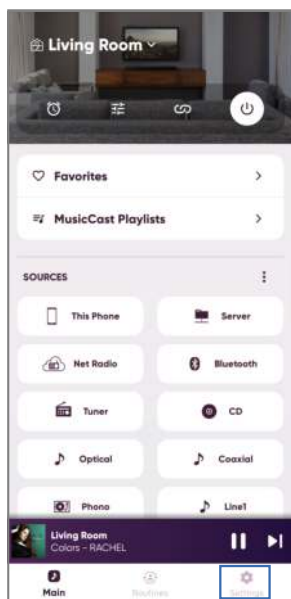 Living Room
Favorites
MusicCast Playlists
SOURCES
This Phone
Server
Net Radio
Bluetooth
Tuner
CD
Optical
Coaxial
Phono
Line1
Living Room
Colors - RACHEL
Main
Routines
Settings